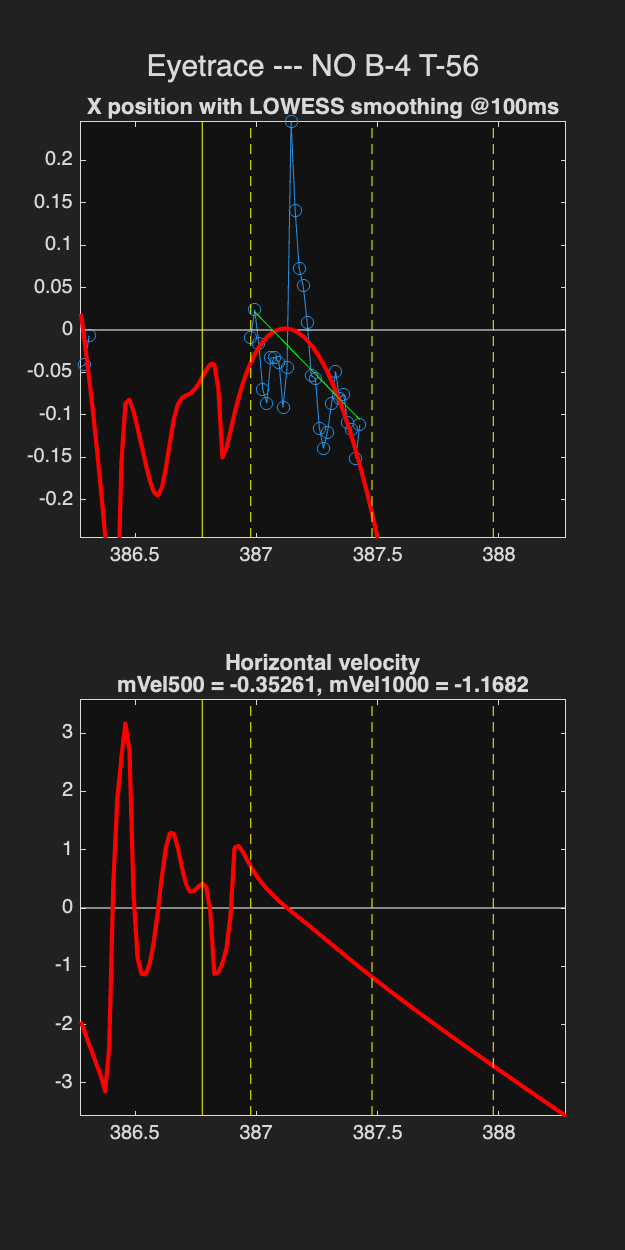 Eyetrace --- NO B-4 T-56
X position with LOWESS smoothing @100ms
0.2
0.15
0.1
0.05
0
-0.05
-0.1
-0.15
-0.2
386.5 387 387.5 388
Horizontal velocity
mVel500 = -0.35261, mVel1000 = -1.1682
3
2
1
0
-1
-2
-3
386.5 387 387.5 388